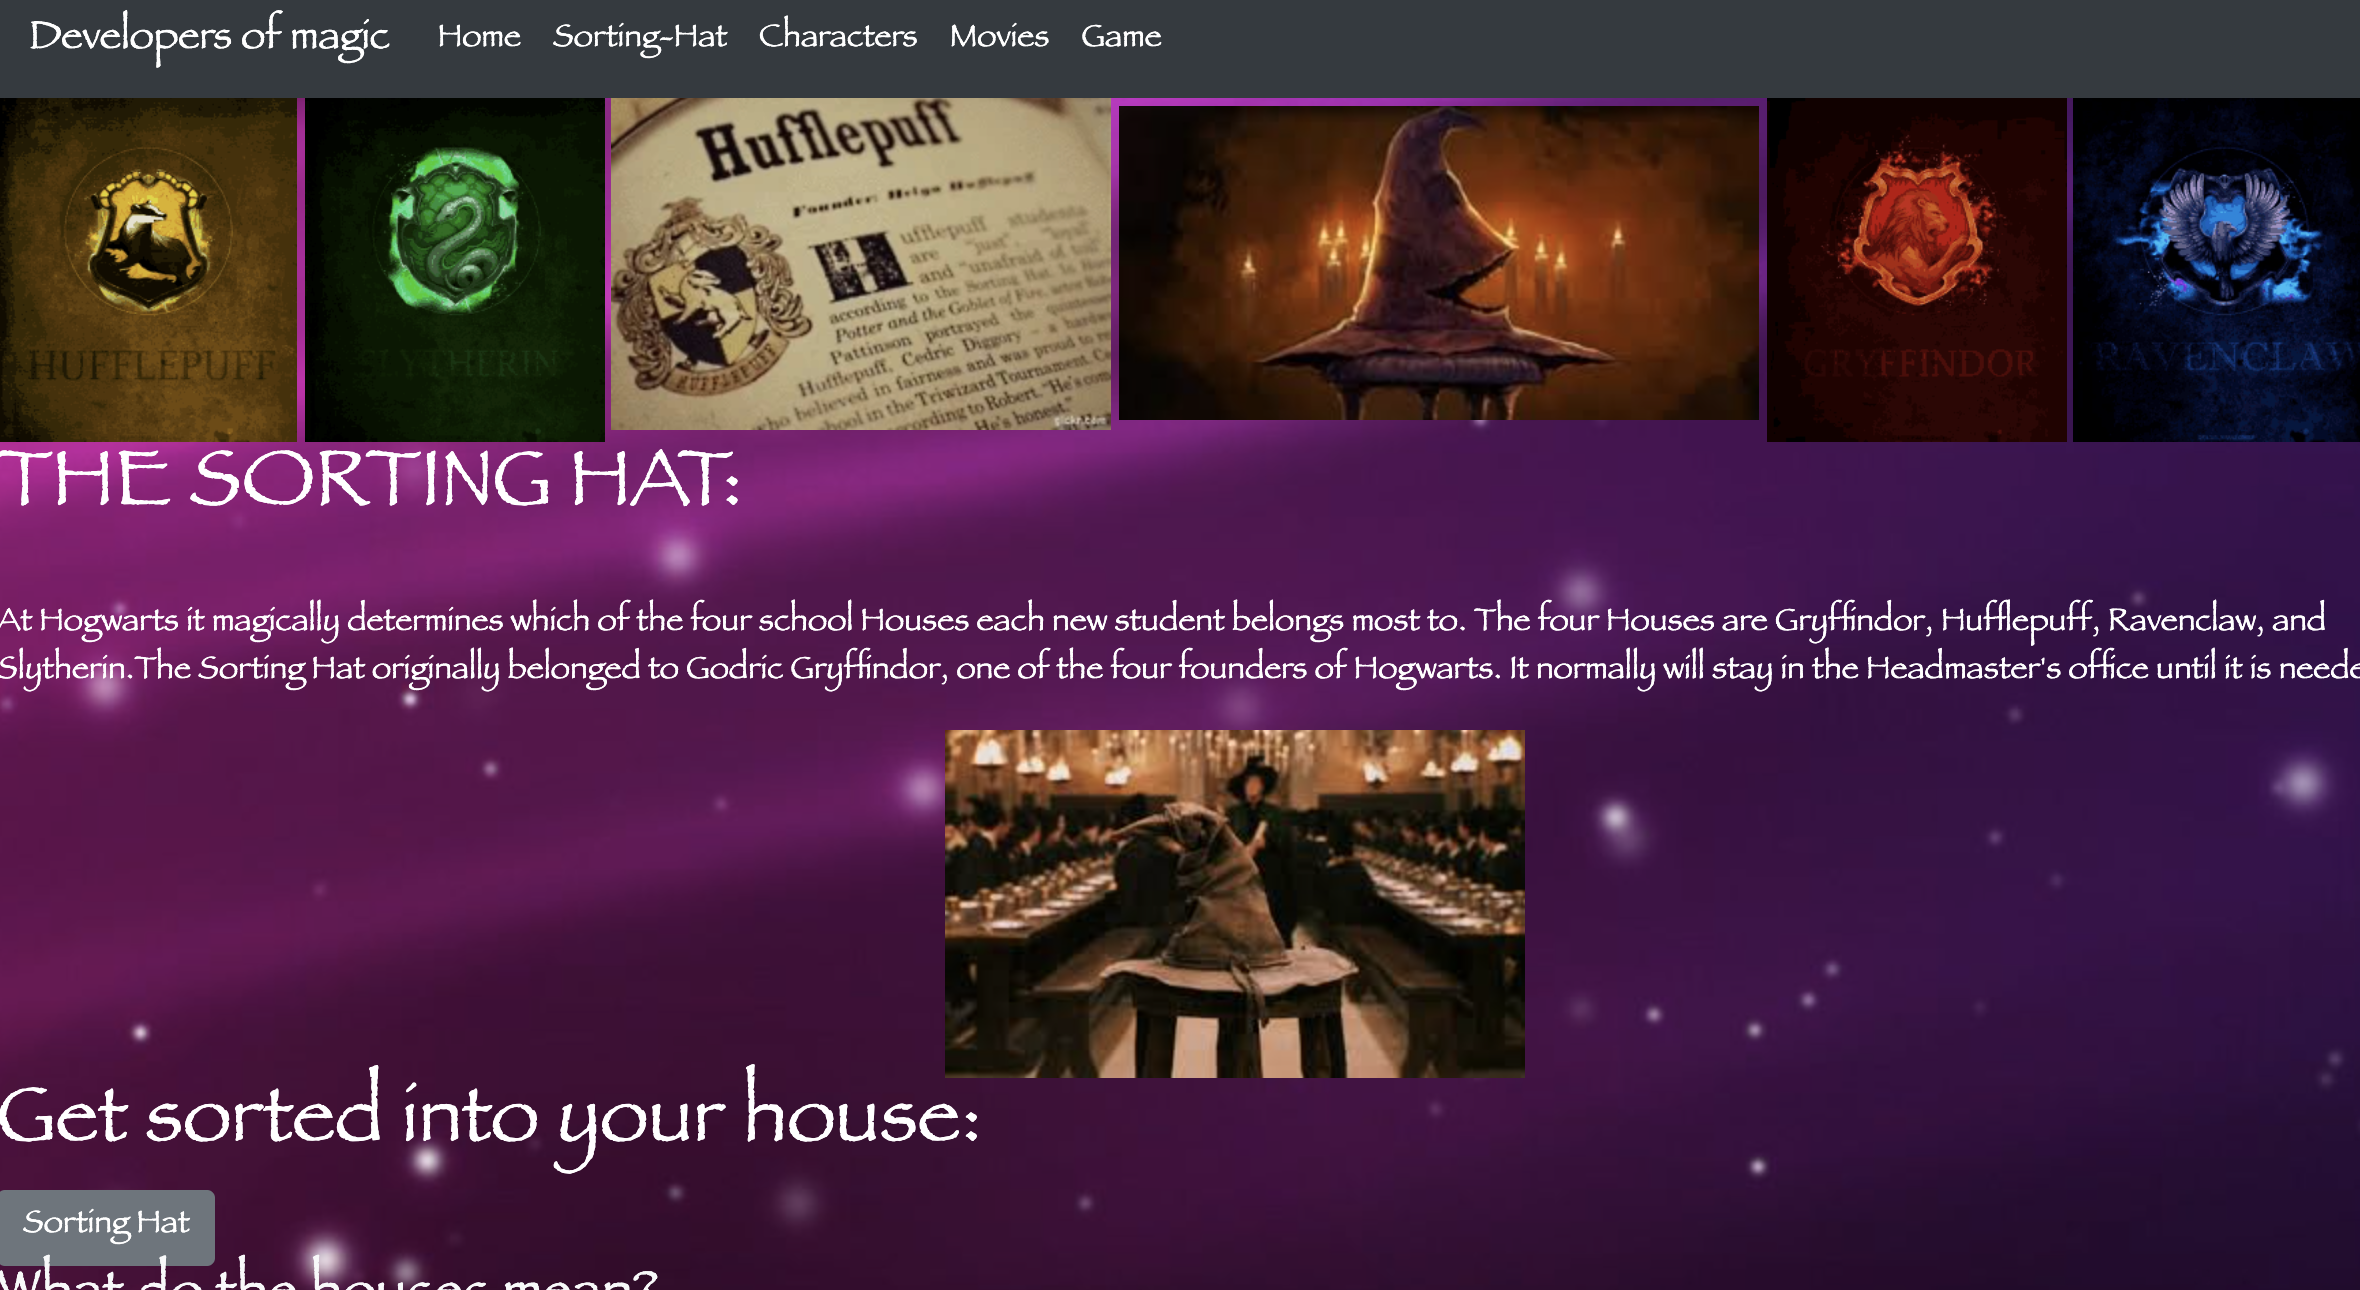 Developers of magic Home Sorting-Hat Characters Movies Game
HUFFLEPUFF
SLYTHERIN
Hufflepuff
Founder: Helga Hufflepuff
Hufflepuff students
are "just", "loyal"
and "unafraid of toil"
according to the Sorting Hat. In
Potter and the Goblet of Fire, actor
Pattinson portrayed the
Hufflepuff, Cedric Diggory – a
who believed in fairness and was proud to
school in the Triwizard Tournament.
according to Robert. "He's
He's honest."
HUFFLEPUFF
GRYFFINDOR
RAVENCLAW
THE SORTING HAT:
At Hogwarts it magically determines which of the four school Houses each new student belongs most to. The four Houses are Gryffindor, Hufflepuff, Ravenclaw, and
Slytherin.The Sorting Hat originally belonged to Godric Gryffindor, one of the four founders of Hogwarts. It normally will stay in the Headmaster's office until it is neede
Get sorted into your house:
Sorting Hat
What do the houses mean?